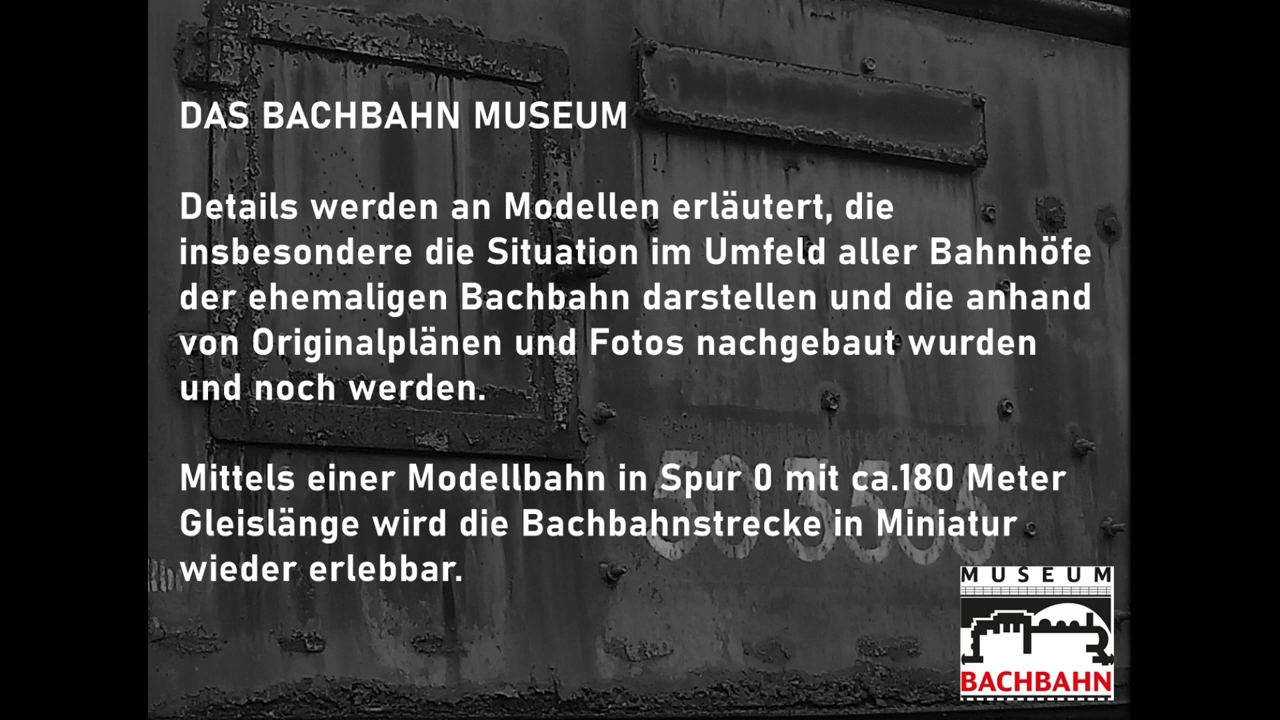 DAS BACHBAHN MUSEUM
Details werden an Modellen erläutert, die
insbesondere die Situation im Umfeld aller Bahnhöfe
der ehemaligen Bachbahn darstellen und die anhand
von Originalplänen und Fotos nachgebaut wurden
und noch werden.
Mittels einer Modellbahn in Spur 0 mit ca.180 Meter
Gleislänge wird die Bachbahnstrecke in Miniatur
wieder erlebbar.
MUSEUM
BACHBAHN